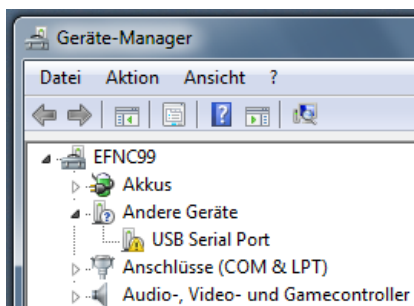 Geräte-Manager
Datei Aktion Ansicht ?
EFNC99
Akkus
Andere Geräte
USB Serial Port
Anschlüsse (COM & LPT)
Audio-, Video- und Gamecontroller